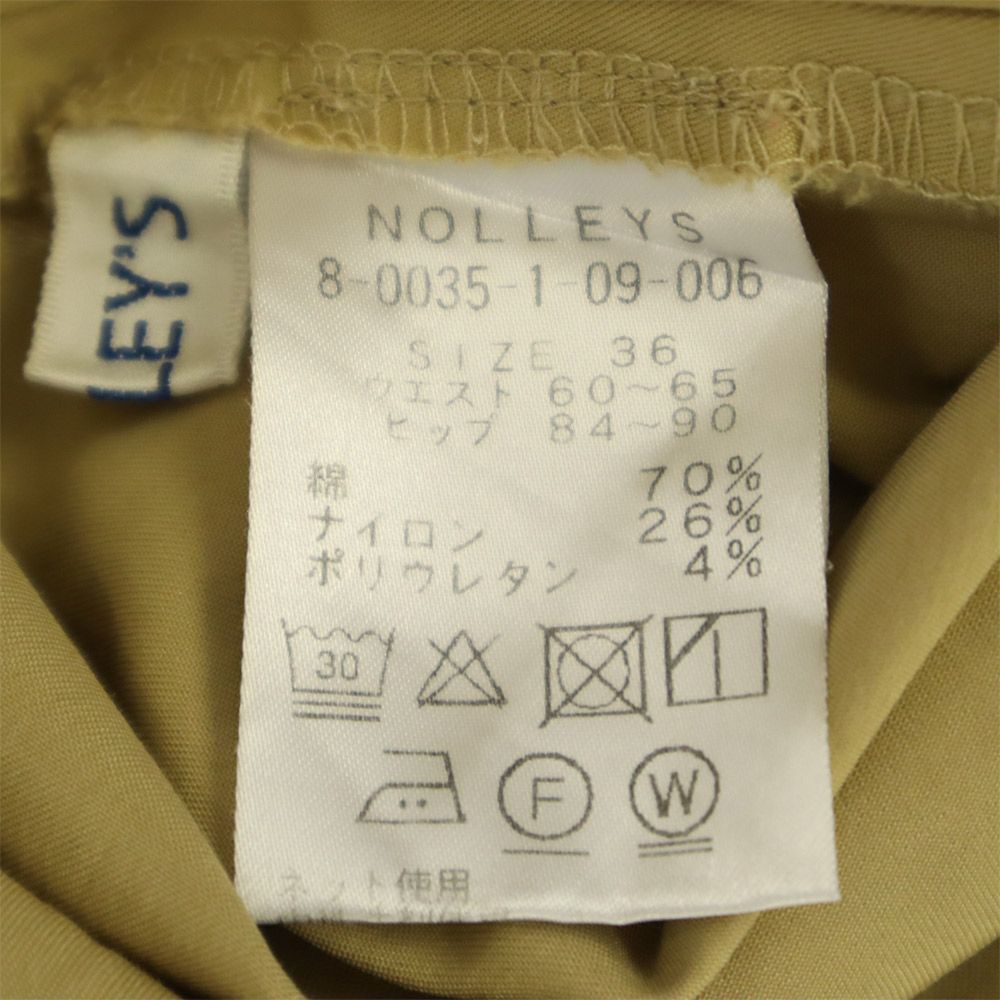 LEY'S
NOLLEYS
8-0035-1-09-006
SIZE 36
ウエスト 60~65
ヒップ 84~90
綿 70%
ナイロン 26%
ポリウレタン 4%
30
F W
ネット使用